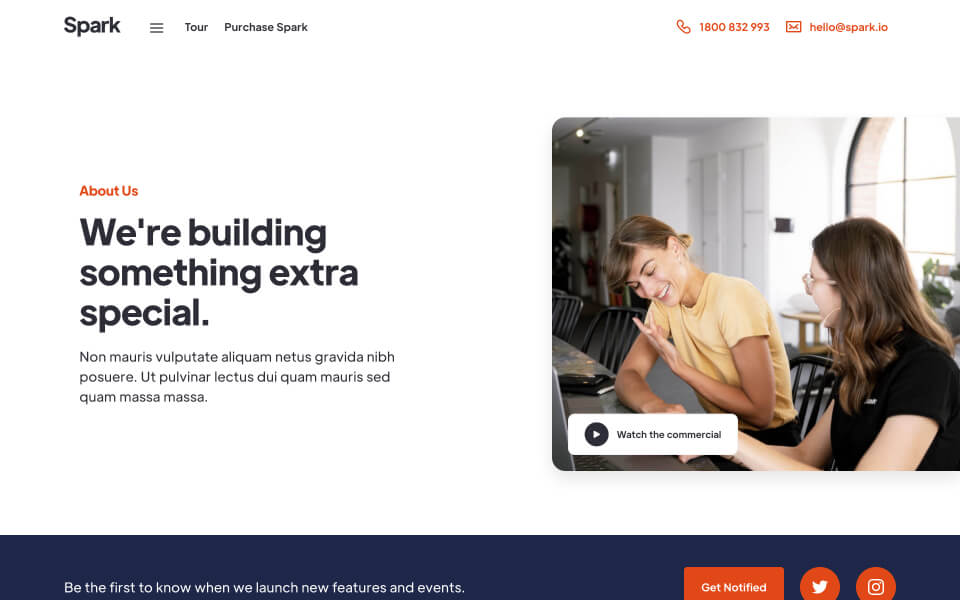 Spark
Tour
Purchase Spark
1800 832 993
hello@spark.io
About Us
We're building
something extra
special.
Non mauris vulputate aliquam netus gravida nibh
posuere. Ut pulvinar lectus dui quam mauris sed
quam massa massa.
Watch the commercial
Be the first to know when we launch new features and events.
Get Notified